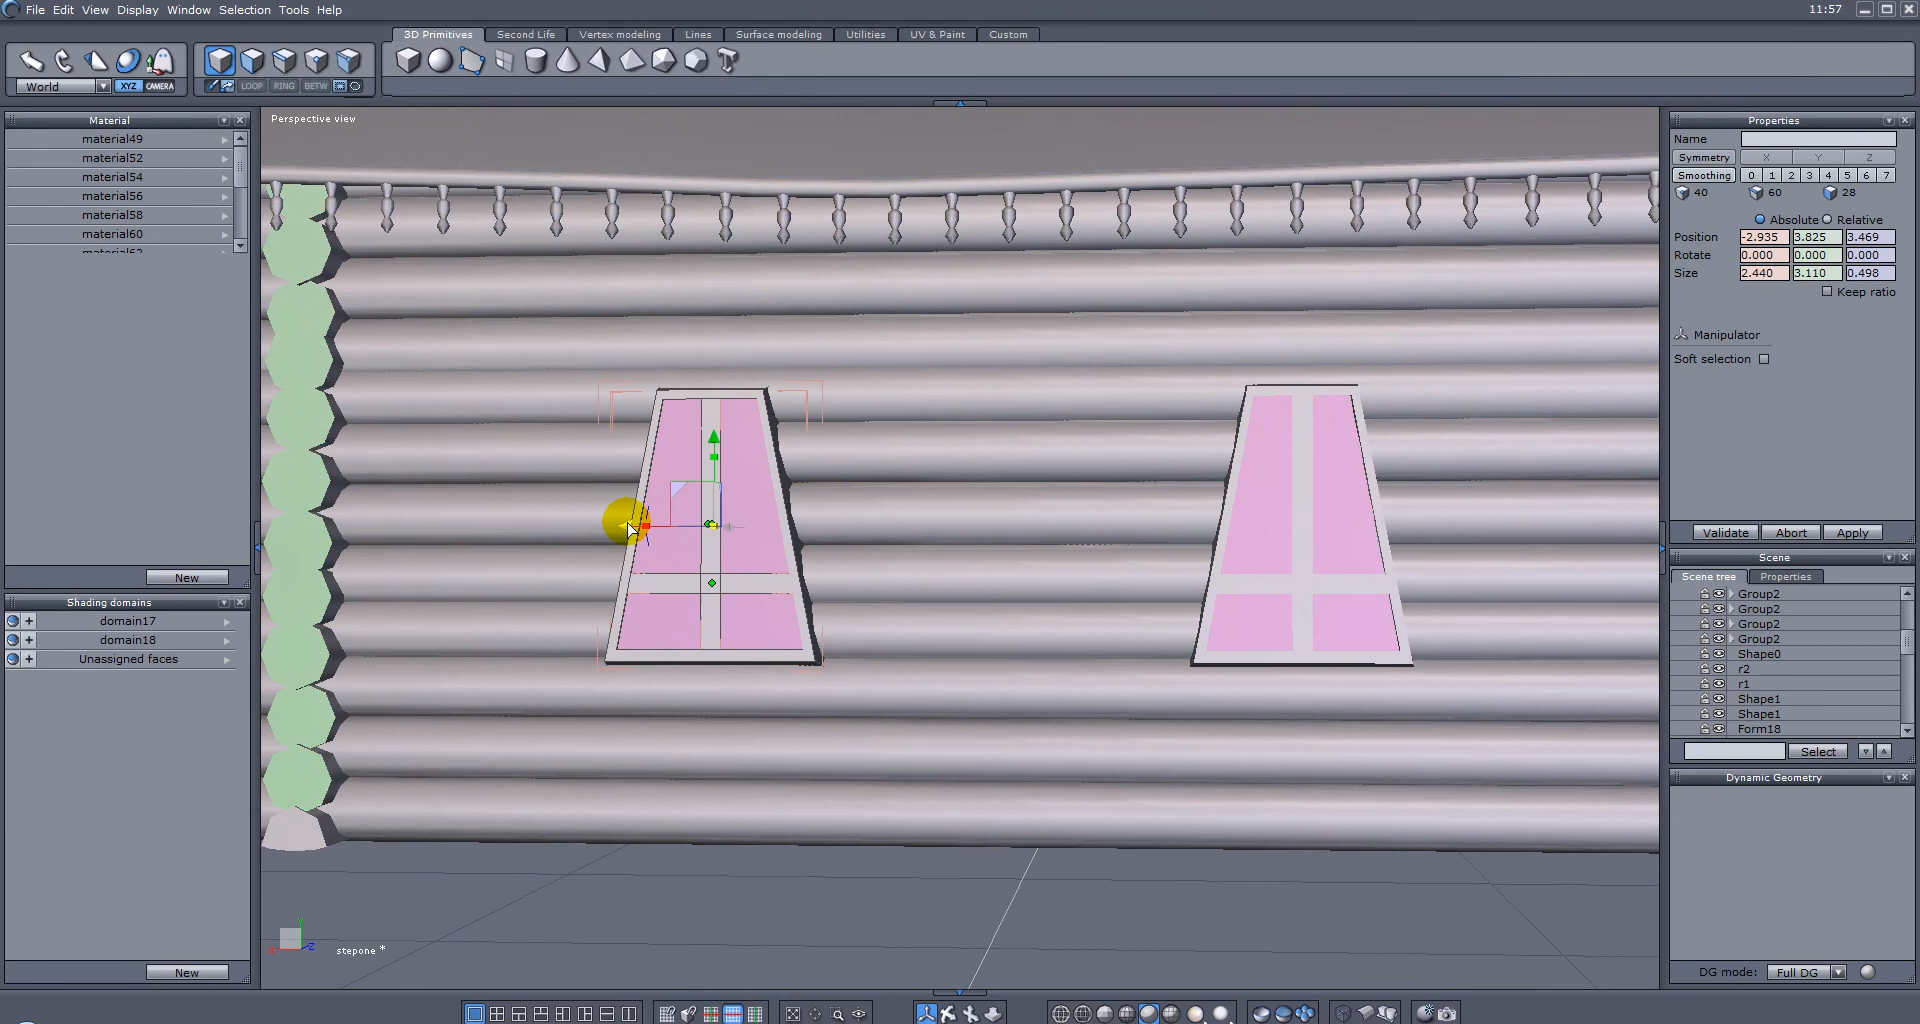 File Edit View Display Selection Window Tools Help 11:57
3D Primitives Second Life Vertex modeling Lines Surface modeling Utilities UV & Paint Custom
World XYZ CAMERA LOOP RING BETW
Material
material49
material52
material54
material56
material58
material60
material62
New
Shading domains
domain17
domain18
Unassigned faces
New
Perspective view
stepone *
Properties
Name
Symmetry X Y Z
Smoothing 0 1 2 3 4 5 6 7
40 60 28
Absolute Relative
Position -2.935 3.825 3.469
Rotate 0.000 0.000 0.000
Size 2.440 3.110 0.498
Keep ratio
Manipulator
Soft selection
Validate Abort Apply
Scene
Scene tree Properties
Group2
Group2
Group2
Group2
Shape0
r2
r1
Shape1
Shape1
Form18
Select
Dynamic Geometry
DG mode: Full DG